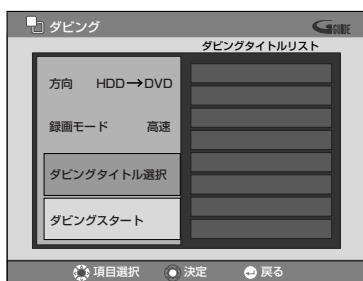 ダビング
GGUIDE
ダビングタイトルリスト
方向 HDD→DVD
録画モード 高速
ダビングタイトル選択
ダビングスタート
項目選択 決定 戻る